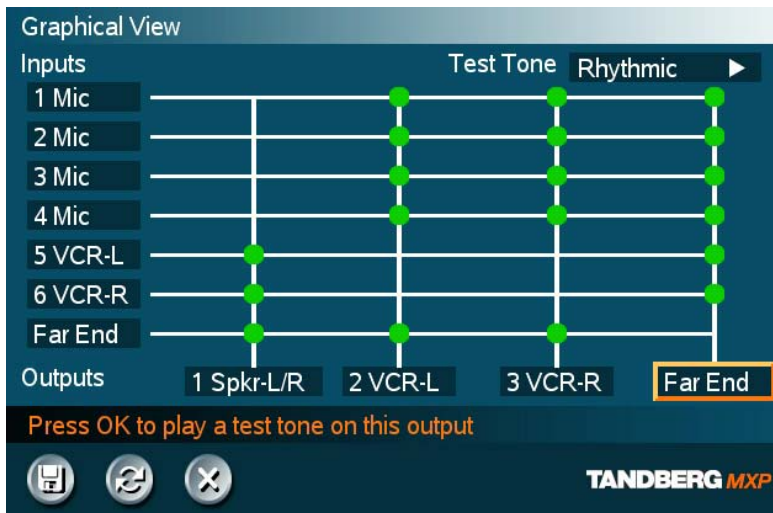 Graphical View
Inputs
Test Tone Rhythmic
1 Mic
2 Mic
3 Mic
4 Mic
5 VCR-L
6 VCR-R
Far End
Outputs 1 Spkr-L/R 2 VCR-L 3 VCR-R Far End
Press OK to play a test tone on this output
TANDBERG MXP